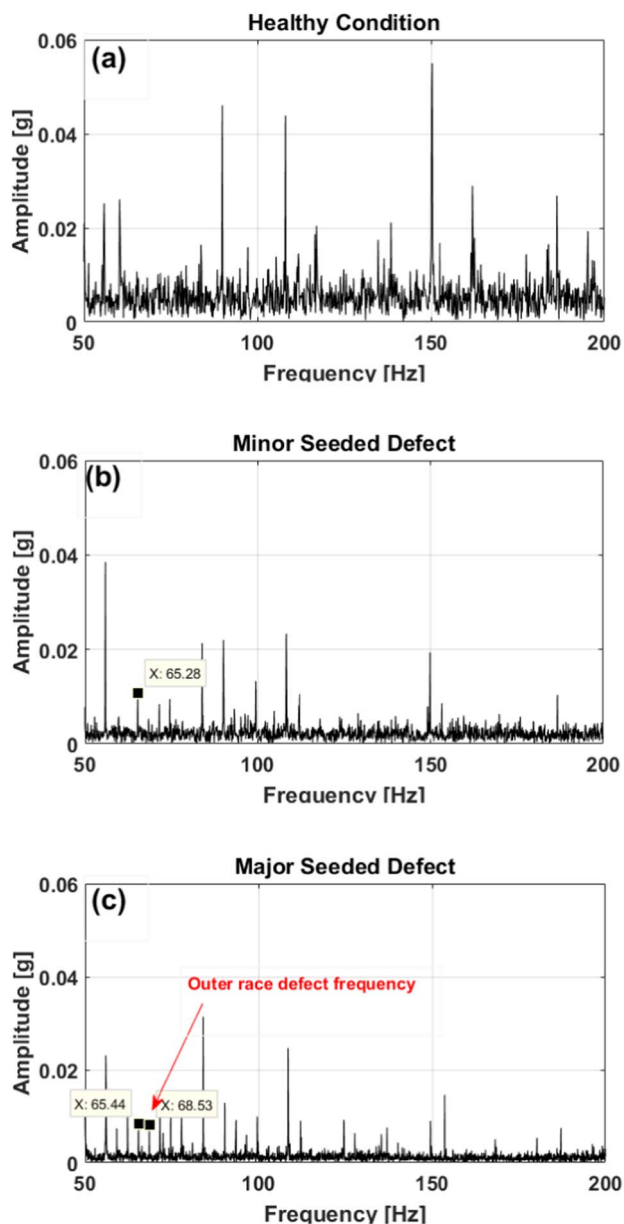 Healthy Condition
(a)
0.06
0.04
0.02
0
Amplitude [g]
50 100 150 200
Frequency [Hz]
Minor Seeded Defect
(b)
0.06
0.04
0.02
0
Amplitude [g]
X: 65.28
50 100 150 200
Frequency [Hz]
Major Seeded Defect
(c)
0.06
0.04
0.02
0
Amplitude [g]
Outer race defect frequency
X: 65.44 X: 68.53
50 100 150 200
Frequency [Hz]